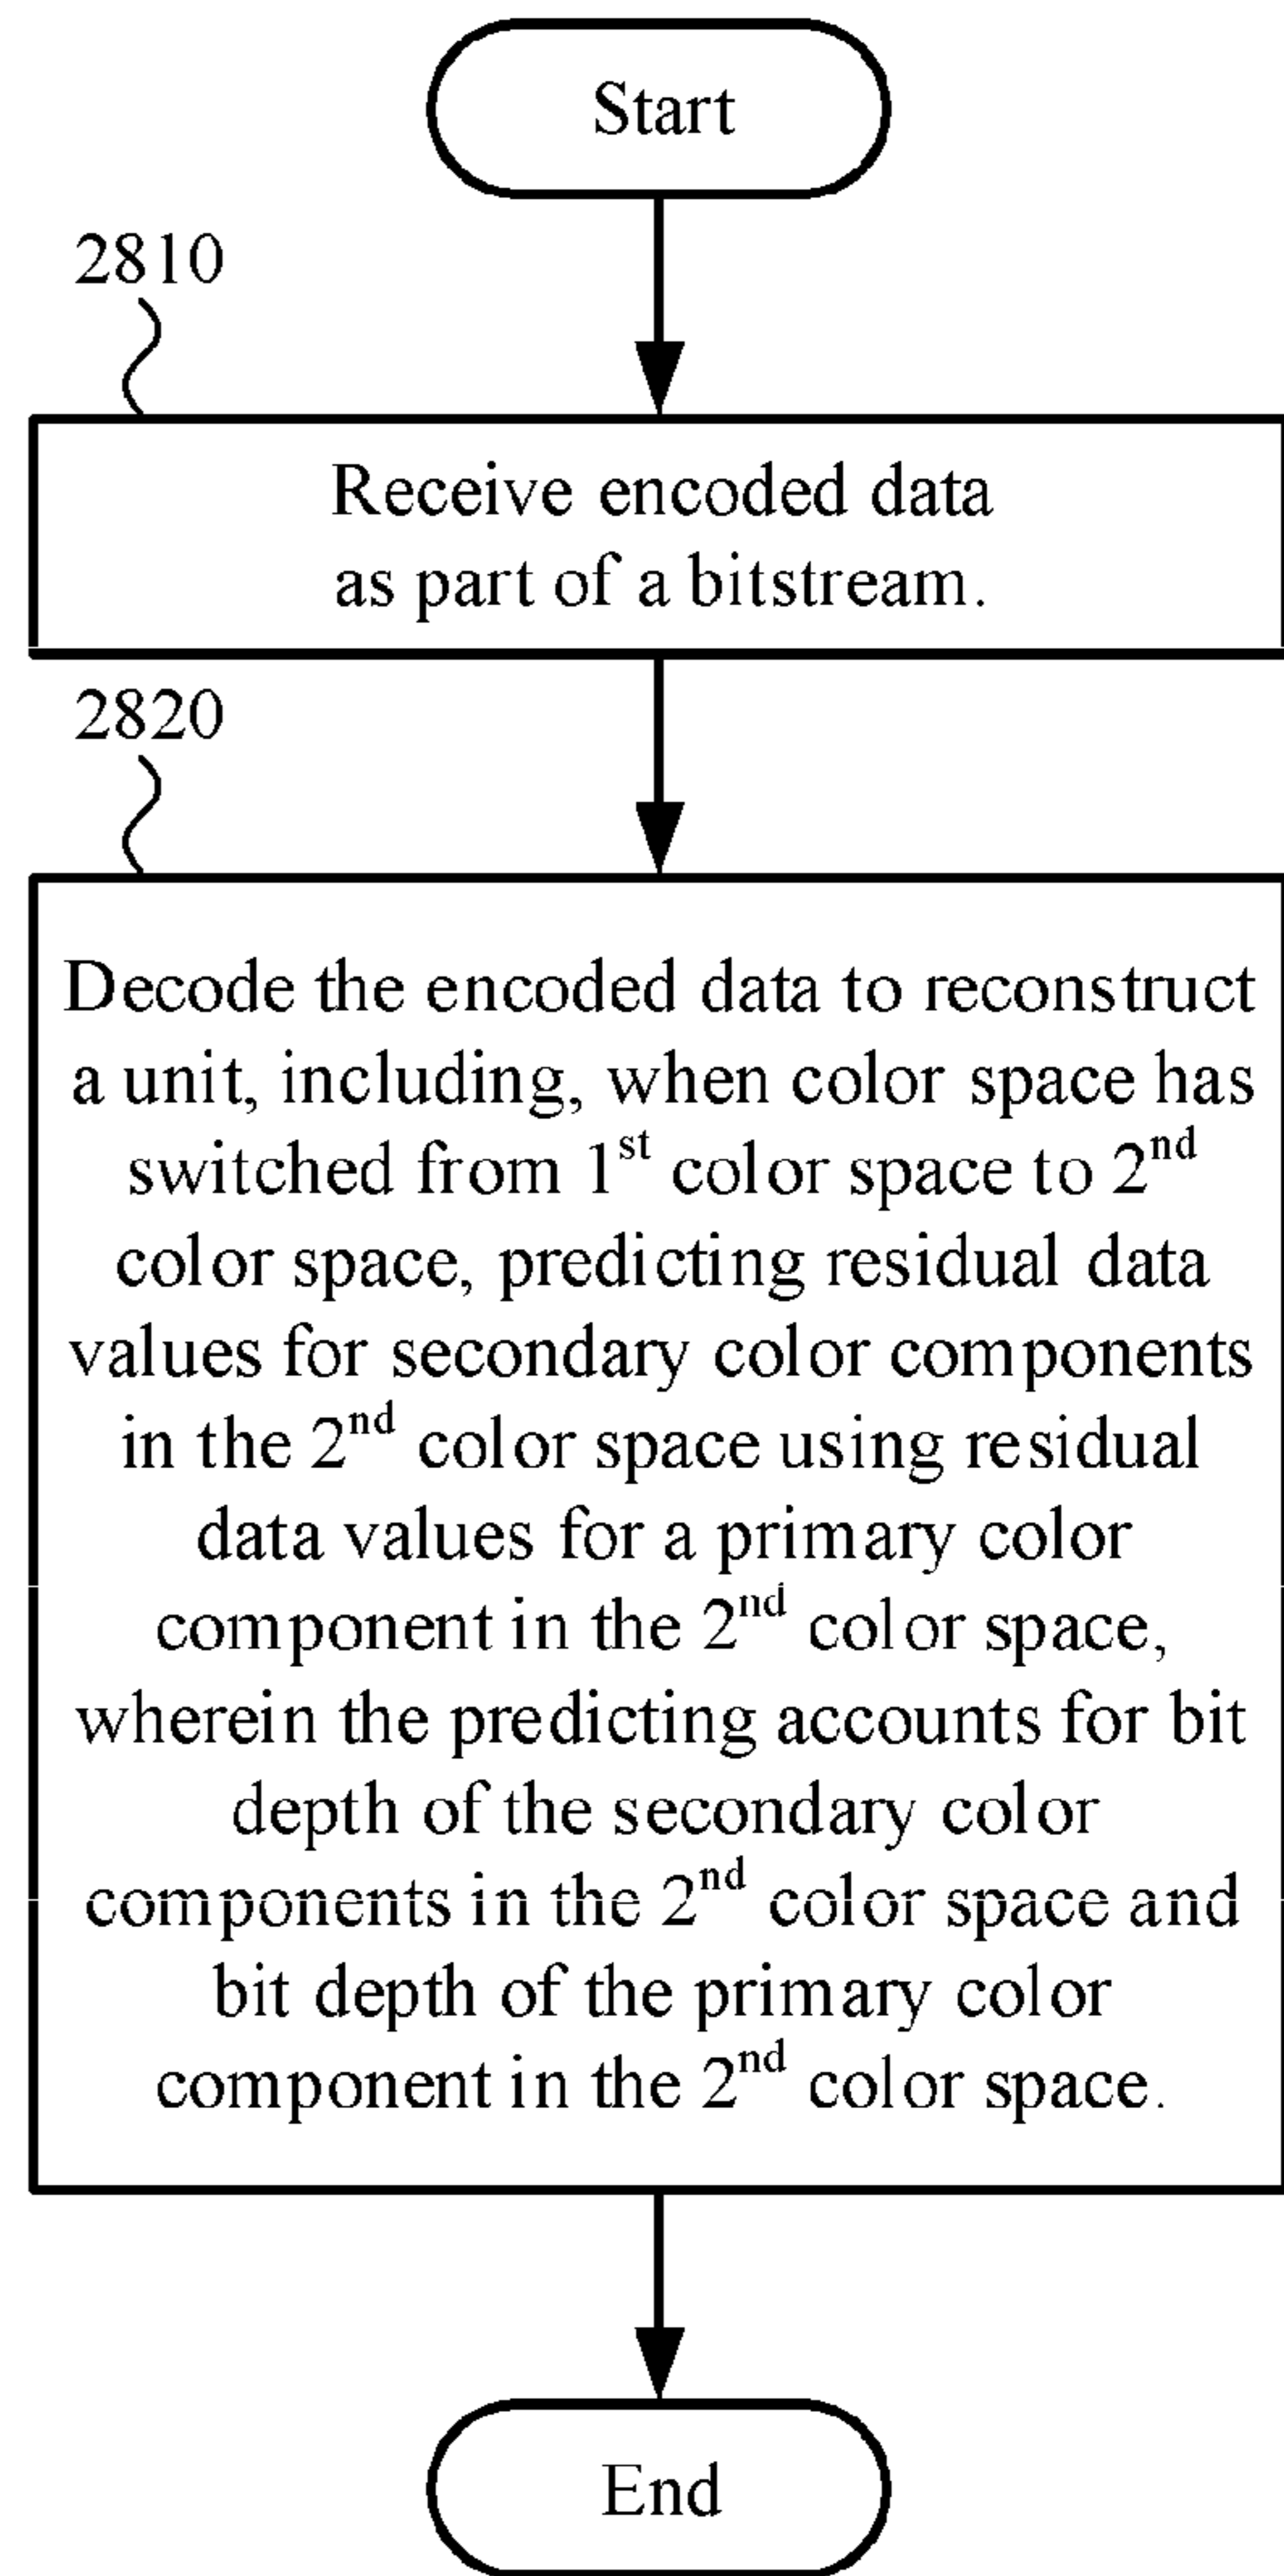 Start
2810
Receive encoded data
as part of a bitstream.
2820
Decode the encoded data to reconstruct
a unit, including, when color space has
switched from 1st color space to 2nd
color space, predicting residual data
values for secondary color components
in the 2nd color space using residual
data values for a primary color
component in the 2nd color space,
wherein the predicting accounts for bit
depth of the secondary color
components in the 2nd color space and
bit depth of the primary color
component in the 2nd color space.
End